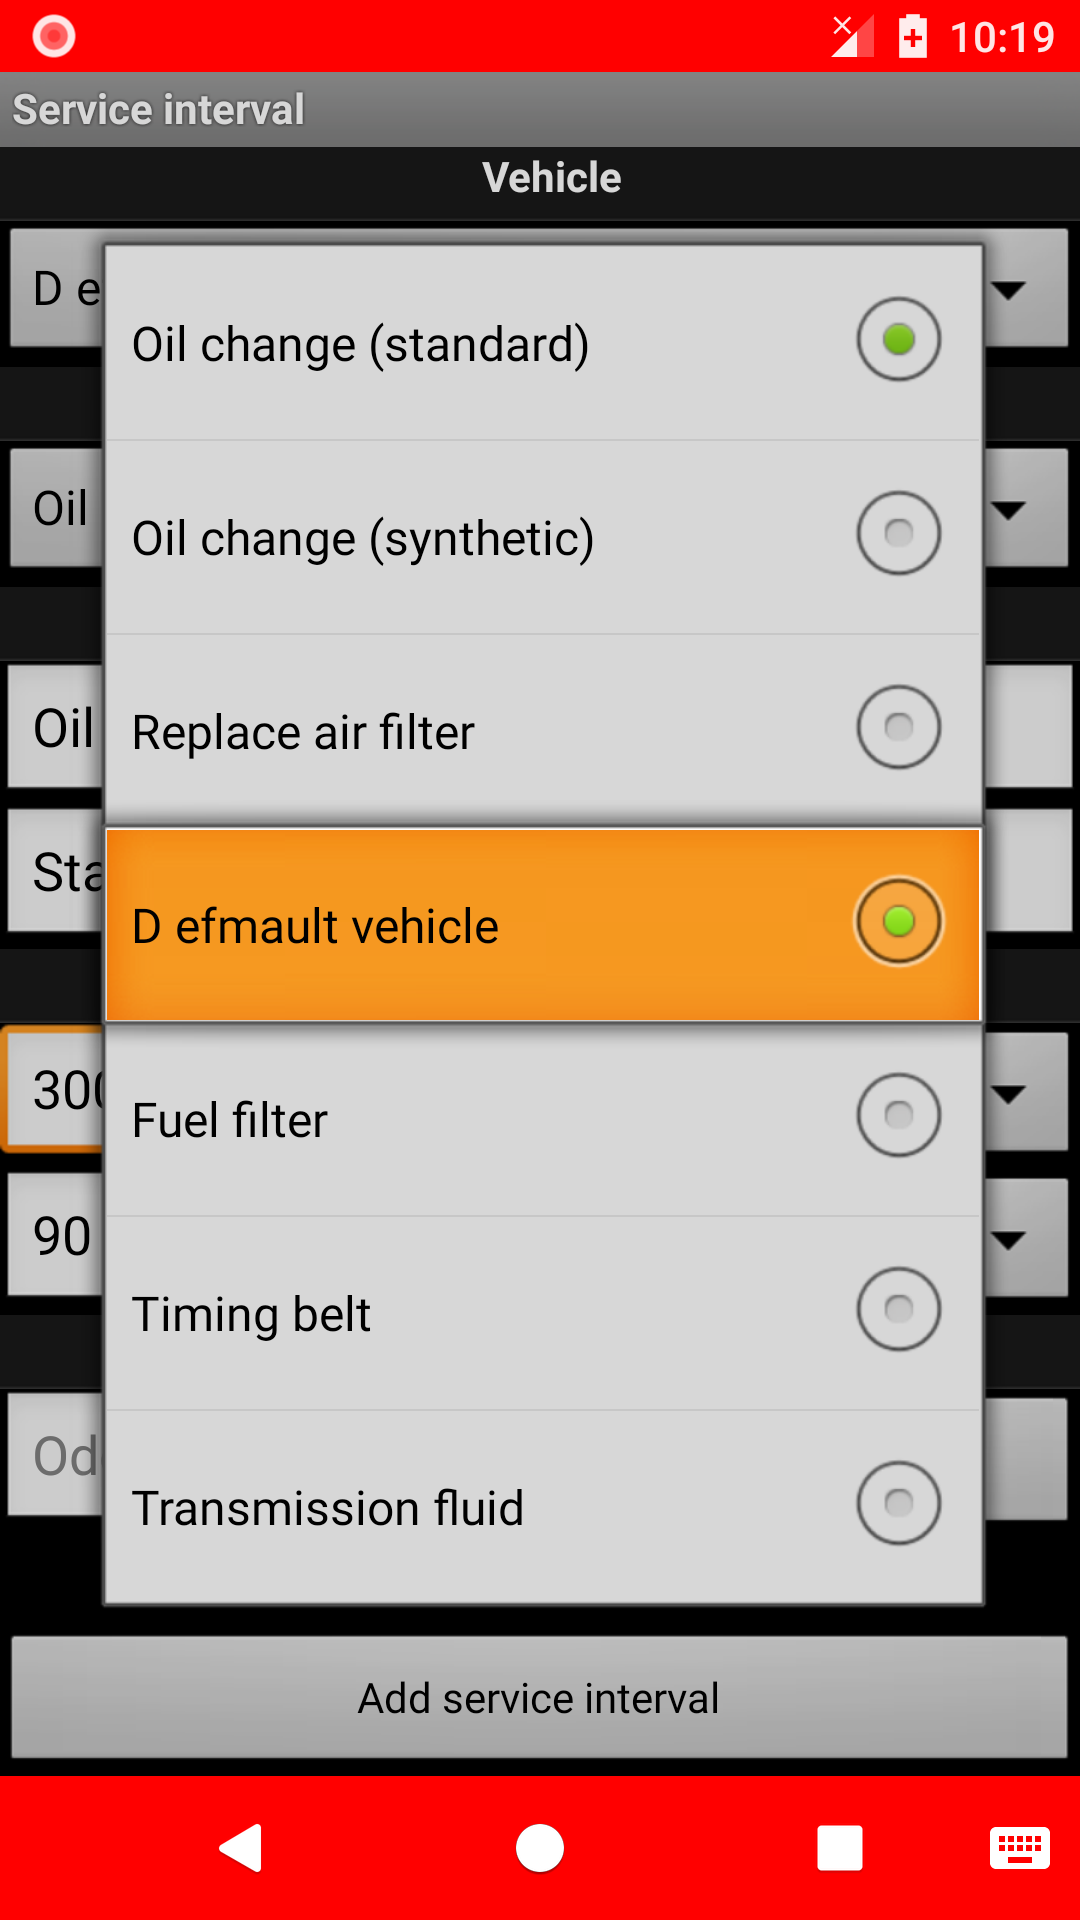 10:19
Service interval
Vehicle
D e
Oil change (standard)
Oil
Oil change (synthetic)
Oil
Replace air filter
Sta
D efmault vehicle
300
Fuel filter
90
Timing belt
Od
Transmission fluid
Add service interval